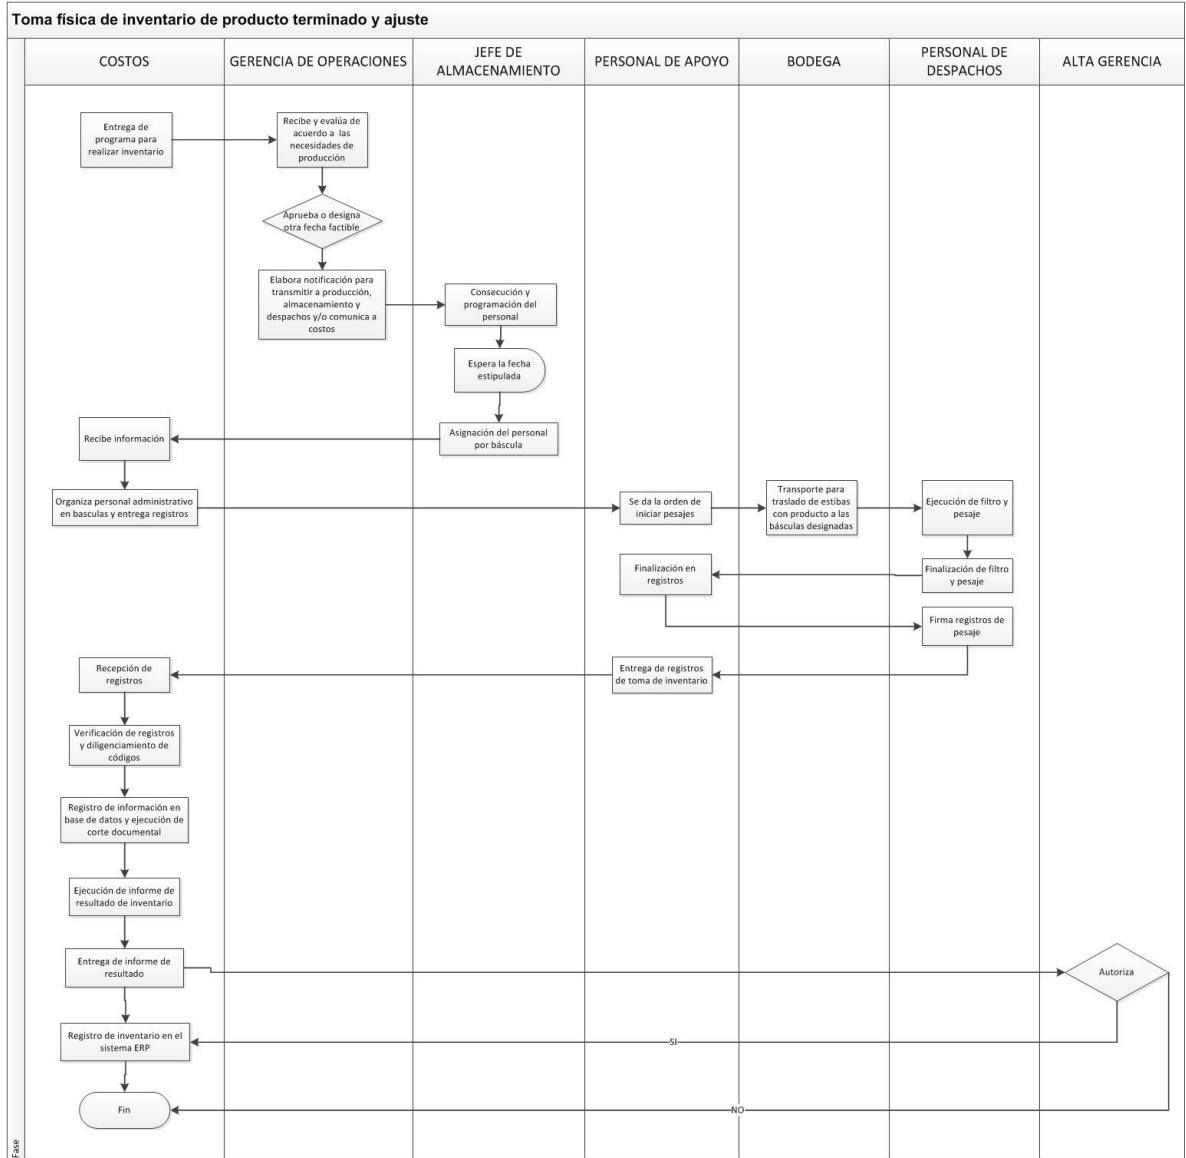 Toma física de inventario de producto terminado y ajuste
COSTOS
GERENCIA DE OPERACIONES
JEFE DE
ALMACENAMIENTO
PERSONAL DE APOYO
BODEGA
PERSONAL DE
DESPACHOS
ALTA GERENCIA
Entrega de
programa para
realizar inventario
Recibe y evalúa de
acuerdo a las
necesidades de
producción
Aprueba o designa
otra fecha factible
Elabora notificación para
transmitir a producción,
almacenamiento y
despachos y/o comunica a
costos
Consecución y
programación del
personal
Espera la fecha
estipulada
Asignación del personal
por báscula
Recibe información
Organiza personal administrativo
en basculas y entrega registros
Se da la orden de
iniciar pesajes
Transporte para
traslado de estibas
con producto a las
básculas designadas
Ejecución de filtro y
pesaje
Finalización de filtro
y pesaje
Finalización en
registros
Firma registros de
pesaje
Entrega de registros
de toma de inventario
Recepción de
registros
Verificación de registros
y diligenciamiento de
códigos
Registro de información en
base de datos y ejecución de
corte documental
Ejecución de informe de
resultado de inventario
Entrega de informe de
resultado
Autoriza
Registro de inventario en el
sistema ERP
SI
Fin
NO
Fase